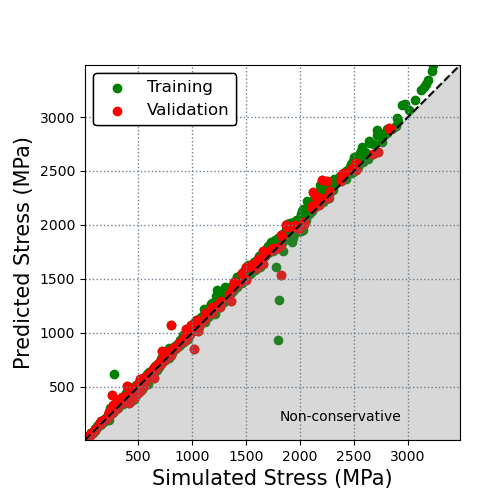 Training
Validation
Predicted Stress (MPa)
3000
2500
2000
1500
1000
500
Non-conservative
500 1000 1500 2000 2500 3000
Simulated Stress (MPa)